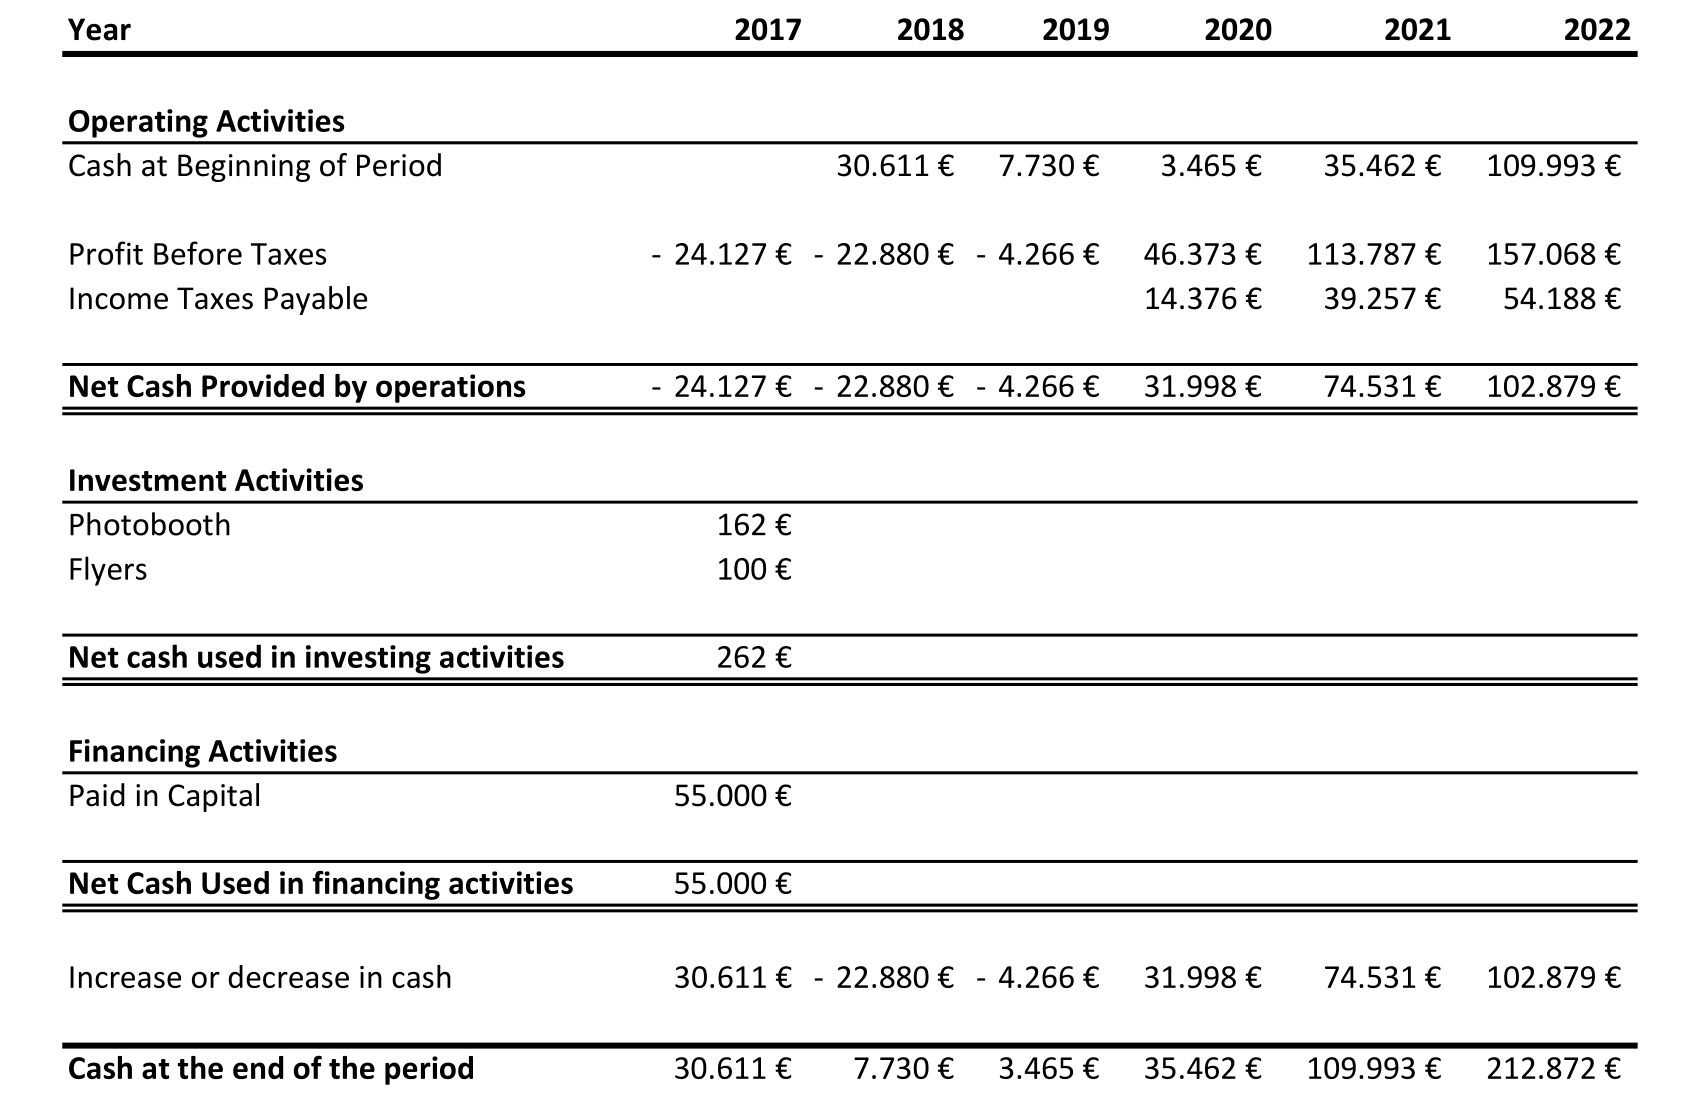 Year 2017 2018 2019 2020 2021 2022
Operating Activities
Cash at Beginning of Period 30.611 € 7.730 € 3.465 € 35.462 € 109.993 €
Profit Before Taxes - 24.127 € - 22.880 € - 4.266 € 46.373 € 113.787 € 157.068 €
Income Taxes Payable 14.376 € 39.257 € 54.188 €
Net Cash Provided by operations - 24.127 € - 22.880 € - 4.266 € 31.998 € 74.531 € 102.879 €
Investment Activities
Photobooth 162 €
Flyers 100 €
Net cash used in investing activities 262 €
Financing Activities
Paid in Capital 55.000 €
Net Cash Used in financing activities 55.000 €
Increase or decrease in cash 30.611 € - 22.880 € - 4.266 € 31.998 € 74.531 € 102.879 €
Cash at the end of the period 30.611 € 7.730 € 3.465 € 35.462 € 109.993 € 212.872 €